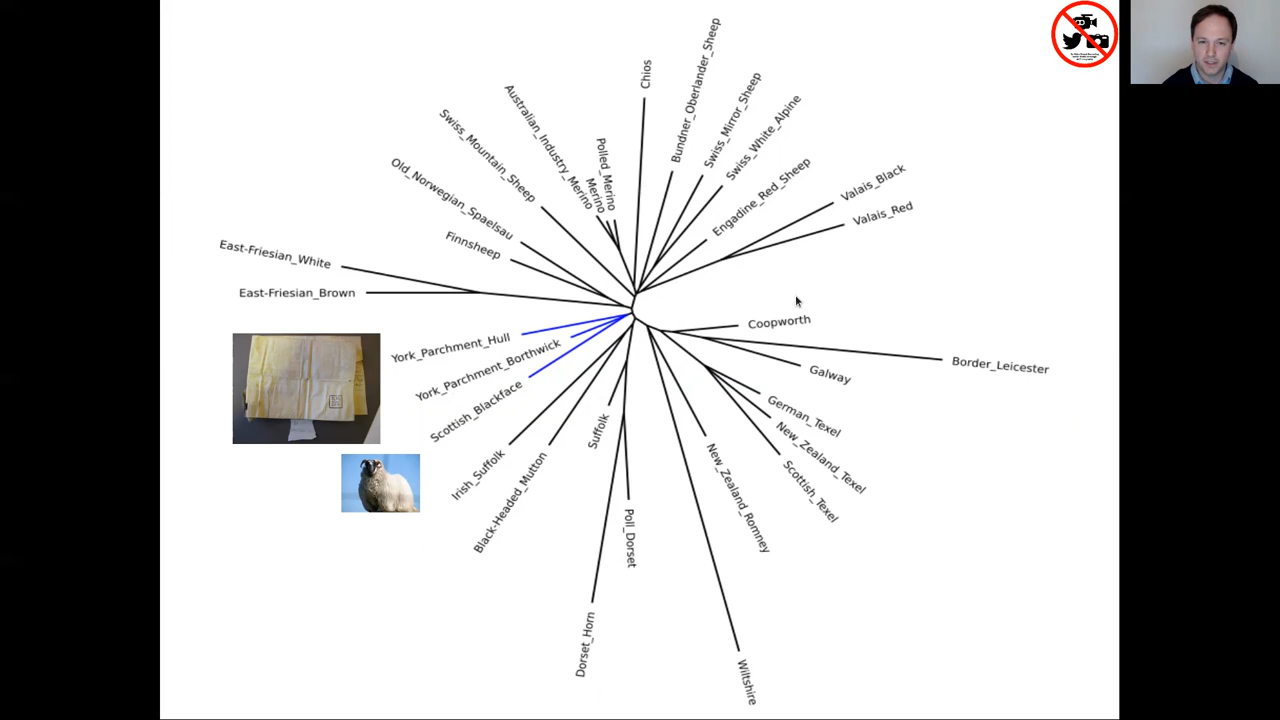 Chios
Bundner_Oberlander_Sheep
Swiss_Mirror_Sheep
Swiss_White_Alpine
Engadine_Red_Sheep
Valais_Black
Valais_Red
Australian_Industry_Merino
Merino
Polled_Merino
Swiss_Mountain_Sheep
Old_Norwegian_Spaelsau
Finnsheep
East-Friesian_White
East-Friesian_Brown
York_Parchment_Hull
York_Parchment_Borthwick
Scottish_Blackface
Irish_Suffolk
Black-Headed_Mutton
Suffolk
Dorset_Horn
Poll_Dorset
Wiltshire
New_Zealand_Romney
Scottish_Texel
New_Zealand_Texel
German_Texel
Galway
Border_Leicester
Coopworth